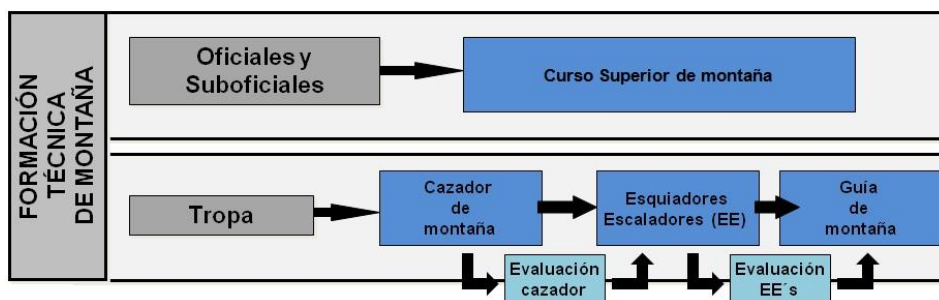 FORMACIÓN
TÉCNICA
DE MONTAÑA
Oficiales y
Suboficiales
Curso Superior de montaña
Tropa
Cazador
de
montaña
Esquiadores
Escaladores (EE)
Guía
de
montaña
Evaluación
cazador
Evaluación
EE´s